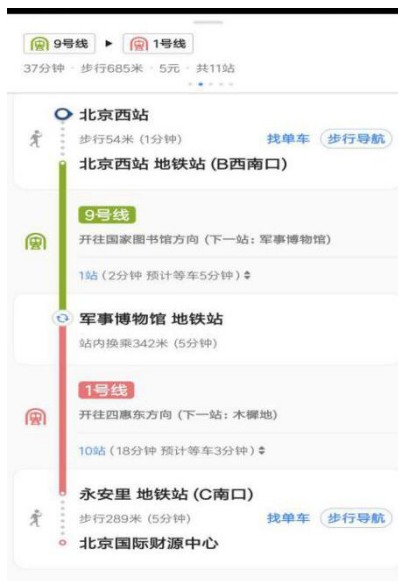 9号线 ▶ 1号线
37分钟 · 步行685米 · 5元 · 共11站
北京西站
步行54米 (1分钟) 找单车 步行导航
北京西站 地铁站 (B西南口)
9号线
开往国家图书馆方向 (下一站: 军事博物馆)
1站 (2分钟 预计等车5分钟)
军事博物馆 地铁站
站内换乘342米 (5分钟)
1号线
开往四惠东方向 (下一站: 木樨地)
10站 (18分钟 预计等车3分钟)
永安里 地铁站 (C南口)
步行289米 (5分钟) 找单车 步行导航
北京国际财源中心